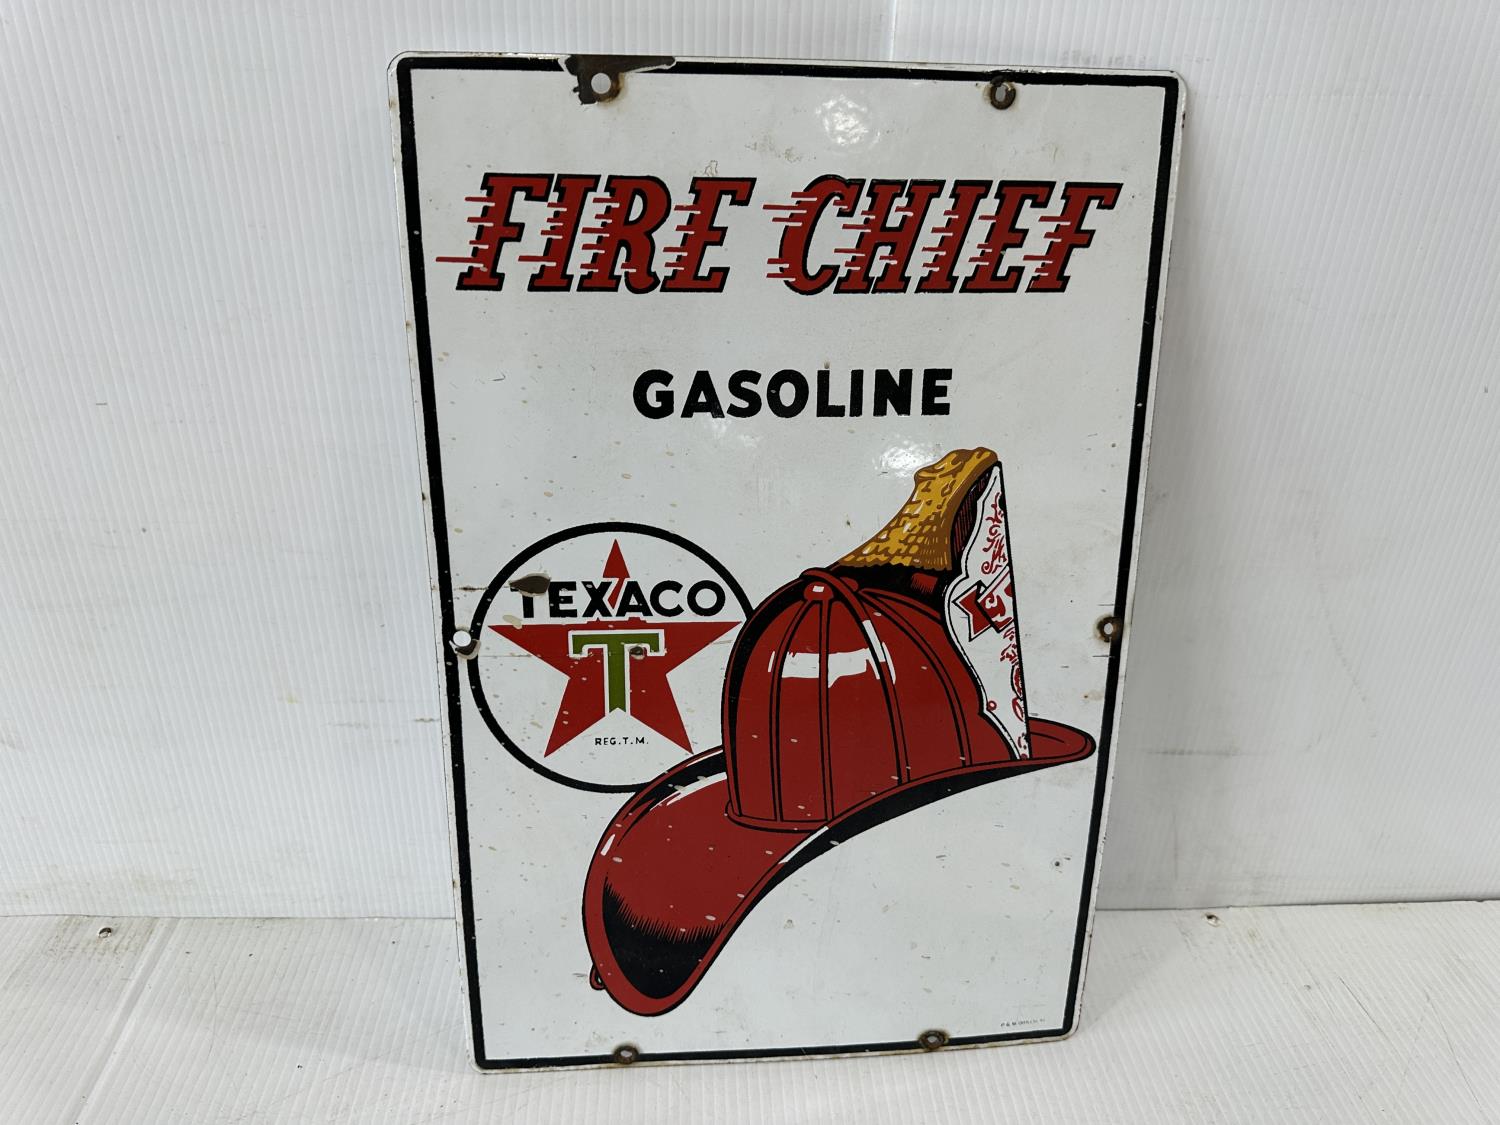 FIRE CHIEF
GASOLINE
TEXACO
T
REG. T. M.